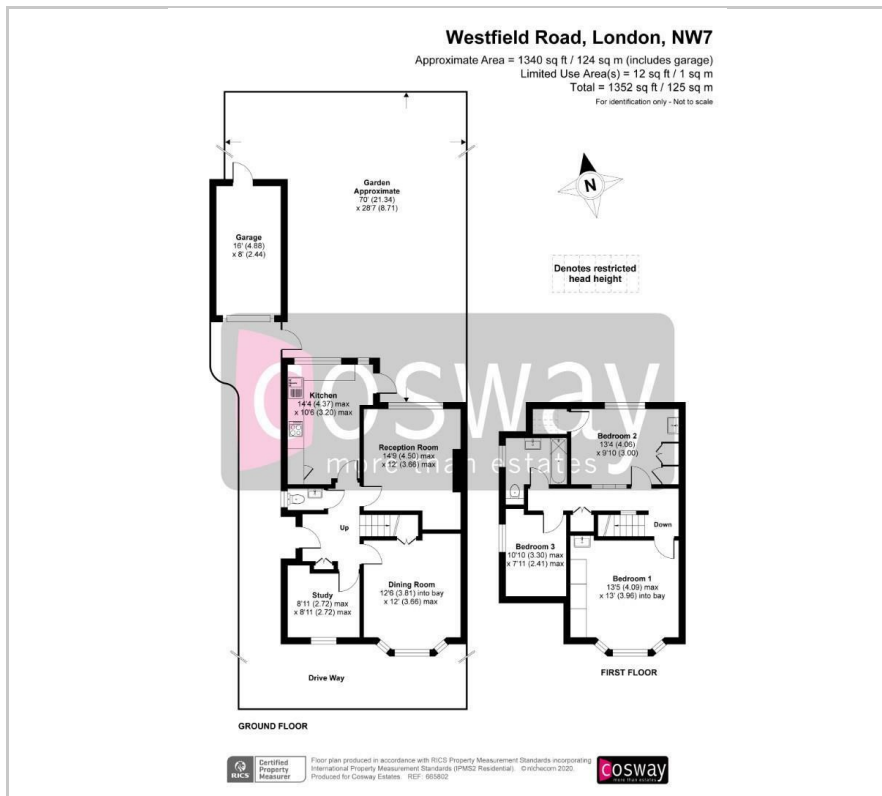 Westfield Road, London, NW7
Approximate Area = 1340 sq ft / 124 sq m (includes garage)
Limited Use Area(s) = 12 sq ft / 1 sq m
Total = 1352 sq ft / 125 sq m
For identification only - Not to scale
Garden
Approximate
70' (21.34)
x 28'7 (8.71)
N
Garage
16' (4.88)
x 8' (2.44)
Denotes restricted
head height
cosway
more than estates
Kitchen
14'4 (4.37) max
x 10'6 (3.20) max
Reception Room
14'9 (4.50) max
x 12' (3.66) max
Up
Study
8'11 (2.72) max
x 8'11 (2.72) max
Dining Room
12'6 (3.81) into bay
x 12' (3.66) max
Drive Way
GROUND FLOOR
Bedroom 2
13'4 (4.06)
x 9'10 (3.00)
Down
Bedroom 3
10'10 (3.30) max
x 7'11 (2.41) max
Bedroom 1
13'5 (4.09) max
x 13' (3.96) into bay
FIRST FLOOR
RICS
Certified
Property
Measurer
Floor plan produced in accordance with RICS Property Measurement Standards incorporating
International Property Measurement Standards (IPMS2 Residential). ©nichecom 2020.
Produced for Cosway Estates. REF: 665802
cosway
more than estates